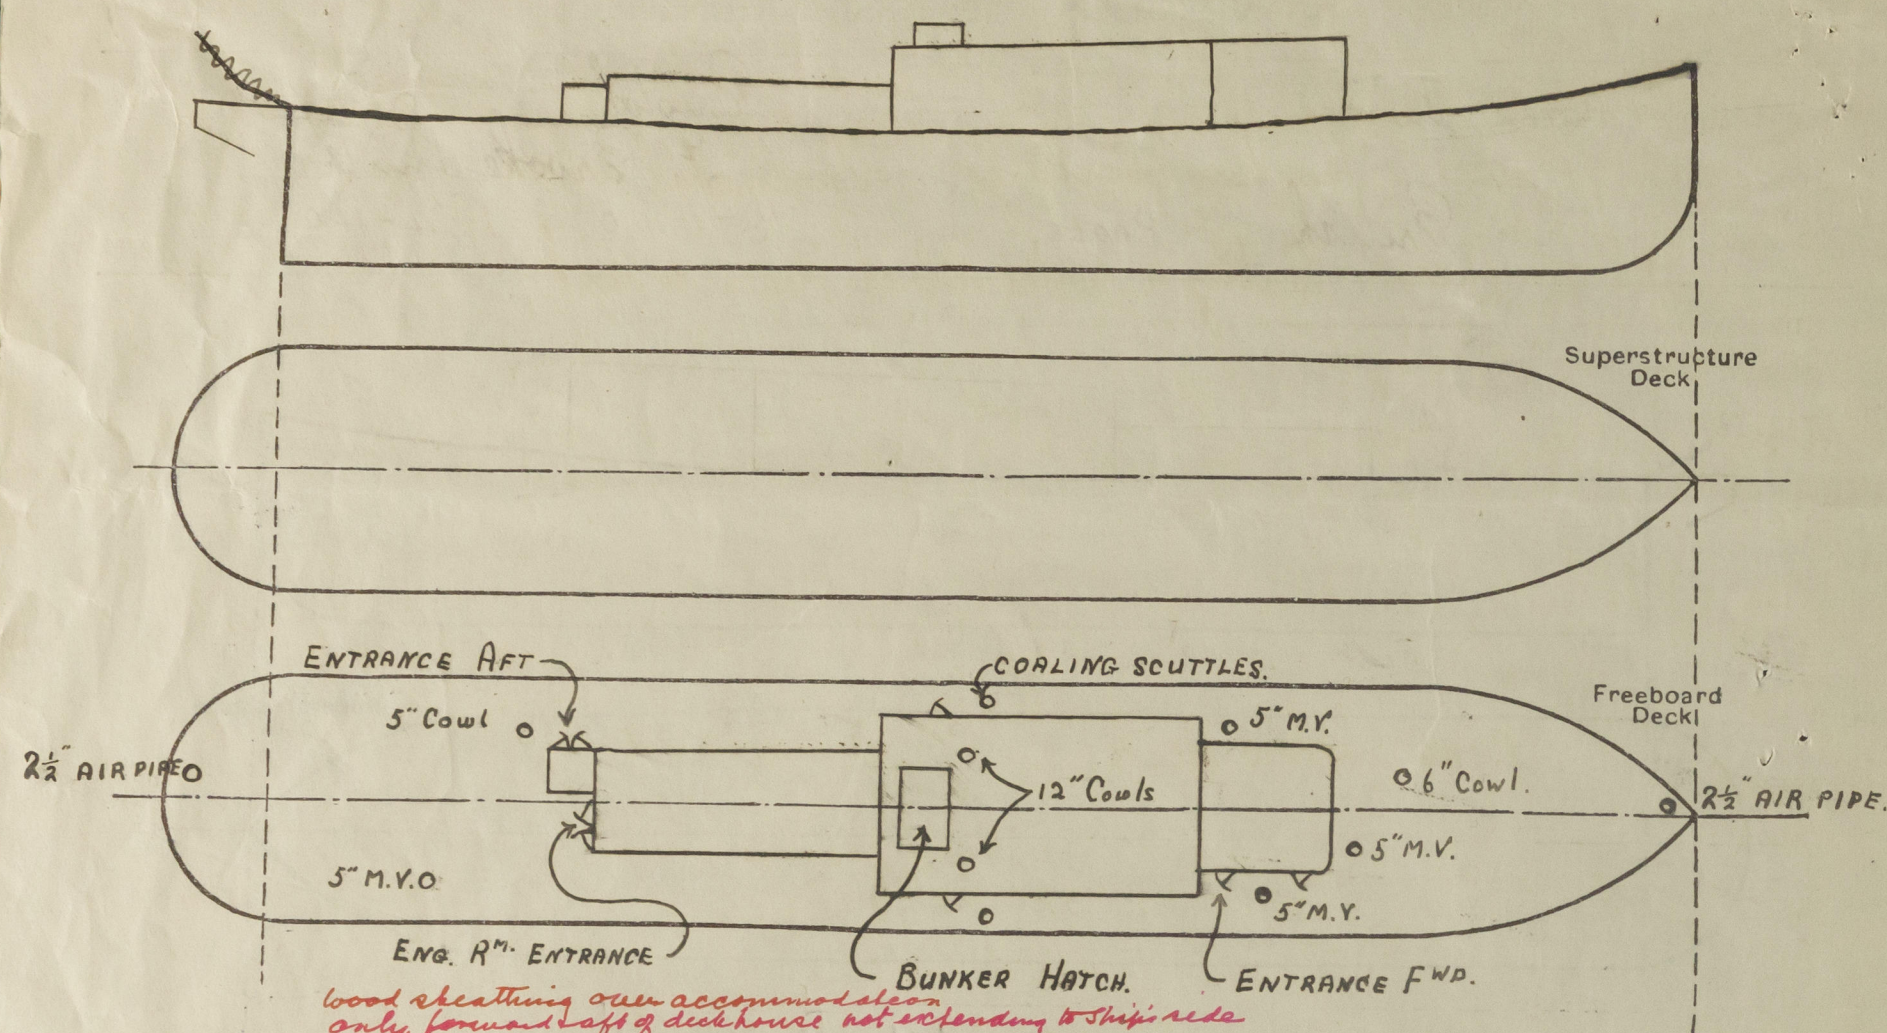 Superstructure
Deck
ENTRANCE AFT
COALING SCUTTLES.
5" Cowl
5" M.V.
Freeboard
Deck
2½" AIR PIPE
12" Cowls
6" Cowl.
2½" AIR PIPE.
5" M.V.
5" M.V.
5" M.V.
ENG. RM. ENTRANCE
BUNKER HATCH.
ENTRANCE FWD.
wood sheathing over accommodation
only forward & aft of deckhouse not extending to Ship's side